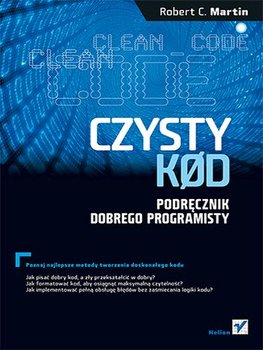 Robert C. Martin
CLEAN CODE
CLEAN
CODE
CZYSTY
KØD
PODRĘCZNIK
DOBREGO PROGRAMISTY
Poznaj najlepsze metody tworzenia doskonałego kodu
Jak pisać dobry kod, a zły przekształcić w dobry?
Jak formatować kod, aby osiągnąć maksymalną czytelność?
Jak implementować pełną obsługę błędów bez zaśmiecania logiki kodu?
Helion